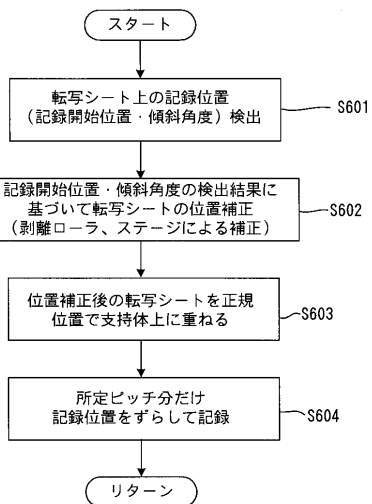 スタート
転写シート上の記録位置
(記録開始位置・傾斜角度)検出
S601
記録開始位置・傾斜角度の検出結果に
基づいて転写シートの位置補正
(剥離ローラ、ステージによる補正)
S602
位置補正後の転写シートを正規
位置で支持体上に重ねる
S603
所定ピッチ分だけ
記録位置をずらして記録
S604
リターン